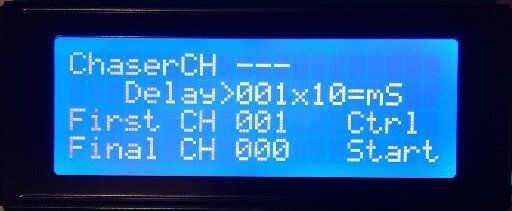 ChaserCH ---
Delay>001x10=mS
First CH 001 Ctrl
Final CH 000 Start